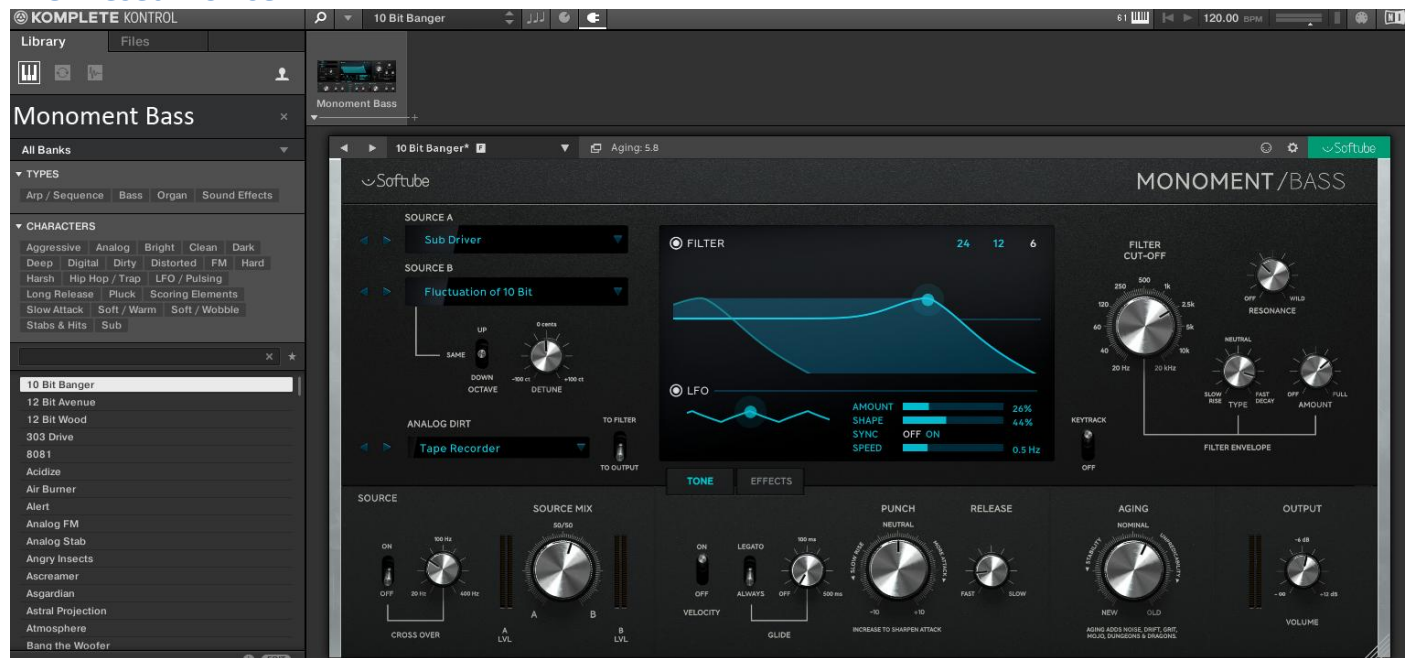 KOMPLETE KONTROL
10 Bit Banger
61
120.00 BPM
Library
Files
Monoment Bass
×
All Banks
TYPES
Arp / Sequence Bass Organ Sound Effects
CHARACTERS
Aggressive Analog Bright Clean Dark
Deep Digital Dirty Distorted FM Hard
Harsh Hip Hop / Trap LFO / Pulsing
Long Release Pluck Scoring Elements
Slow Attack Soft / Warm Soft / Wobble
Stabs & Hits Sub
10 Bit Banger
12 Bit Avenue
12 Bit Wood
303 Drive
8081
Acidize
Air Burner
Alert
Analog FM
Analog Stab
Angry Insects
Ascreamer
Asgardian
Astral Projection
Atmosphere
Bang the Woofer
Monoment Bass
10 Bit Banger* F
Aging: 5.8
Softube
Softube
MONOMENT/BASS
SOURCE A
Sub Driver
SOURCE B
Fluctuation of 10 Bit
UP
SAME
DOWN
OCTAVE
0 cents
-100 ct
+100 ct
DETUNE
ANALOG DIRT
Tape Recorder
TO FILTER
TO OUTPUT
FILTER
24 12 6
LFO
AMOUNT 26%
SHAPE 44%
SYNC OFF ON
SPEED 0.5 Hz
FILTER
CUT-OFF
500
250 1k
120 2.5k
60 5k
40 10k
20 Hz 20 kHz
OFF WILD
RESONANCE
NEUTRAL
SLOW RISE
FAST DECAY
TYPE
OFF FULL
AMOUNT
KEYTRACK
OFF
FILTER ENVELOPE
TONE
EFFECTS
SOURCE
ON
OFF
100 Hz
20 Hz 600 Hz
CROSS OVER
SOURCE MIX
50/50
A B
A LVL
B LVL
ON
OFF
VELOCITY
LEGATO
ALWAYS
100 ms
OFF 500 ms
GLIDE
PUNCH
NEUTRAL
SLOW RISE
MORE ATTACK
-10 +10
INCREASE TO SHARPEN ATTACK
RELEASE
FAST SLOW
AGING
NOMINAL
STABILITY
NEW OLD
AGING ADDS NOISE, DRIFT, GRIT,
MOJO, DUNGEONS & DRAGONS.
OUTPUT
-6 dB
-∞ +12 dB
VOLUME